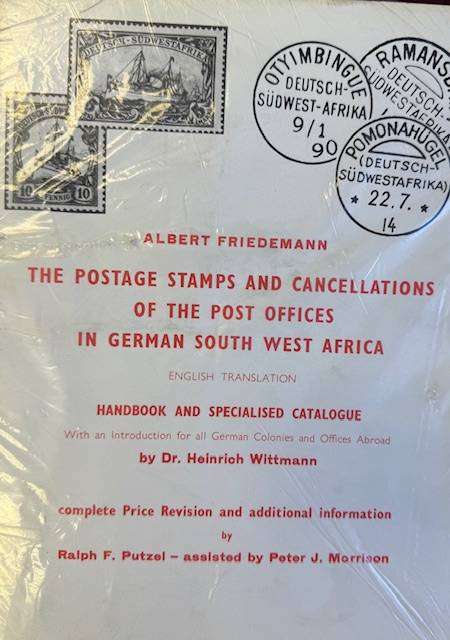 DEUTSCH-SÜDWESTAFRIKA
10 PFENNIG 10
OTYIMBINGUE
DEUTSCH-
SÜDWEST-AFRIKA
9/1
90
DEUTSCH-
SÜDWESTAFRIKA
POMONAHÜGEL
(DEUTSCH-
SÜDWESTAFRIKA)
* 22.7. *
14
ALBERT FRIEDEMANN
THE POSTAGE STAMPS AND CANCELLATIONS
OF THE POST OFFICES
IN GERMAN SOUTH WEST AFRICA
ENGLISH TRANSLATION
HANDBOOK AND SPECIALISED CATALOGUE
With an Introduction for all German Colonies and Offices Abroad
by Dr. Heinrich Wittmann
complete Price Revision and additional information
by
Ralph F. Putzel – assisted by Peter J. Morrison